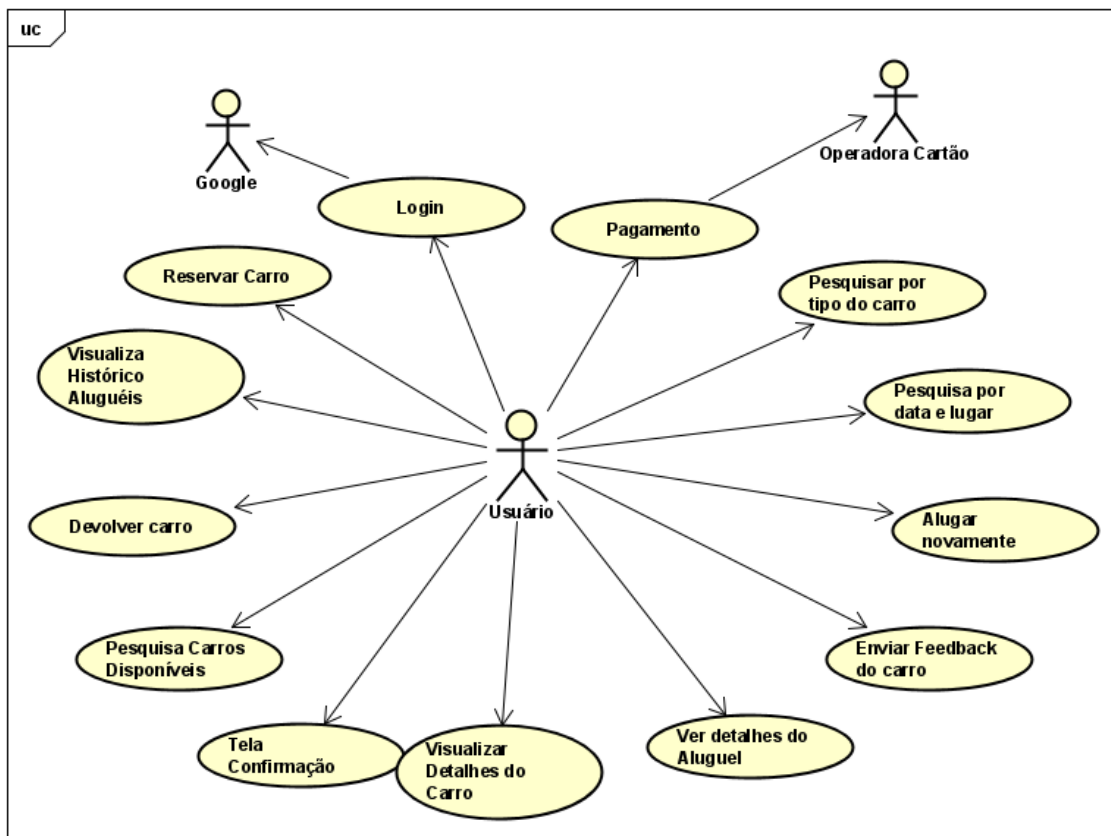 uc
Google
Operadora Cartão
Login
Pagamento
Reservar Carro
Pesquisar por
tipo do carro
Visualiza
Histórico
Aluguéis
Pesquisa por
data e lugar
Usuário
Devolver carro
Alugar
novamente
Pesquisa Carros
Disponíveis
Enviar Feedback
do carro
Tela
Confirmação
Visualizar
Detalhes do
Carro
Ver detalhes do
Aluguel